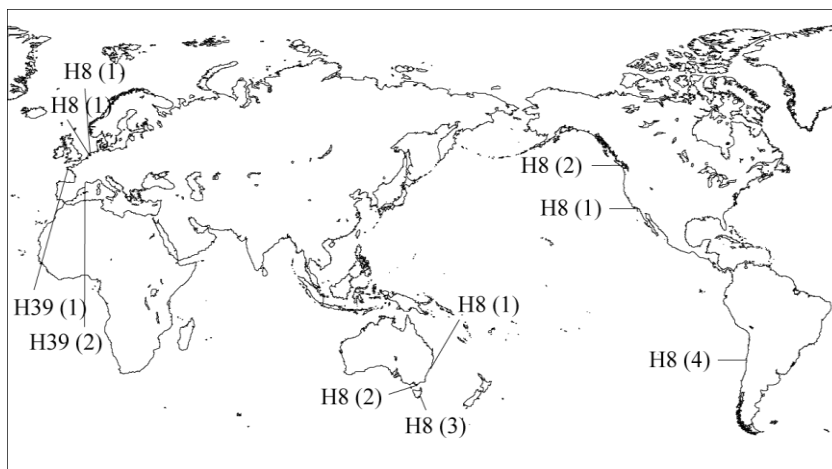 H8 (1)
H8 (1)
H8 (2)
H8 (1)
H39 (1)
H8 (1)
H39 (2)
H8 (4)
H8 (2)
H8 (3)